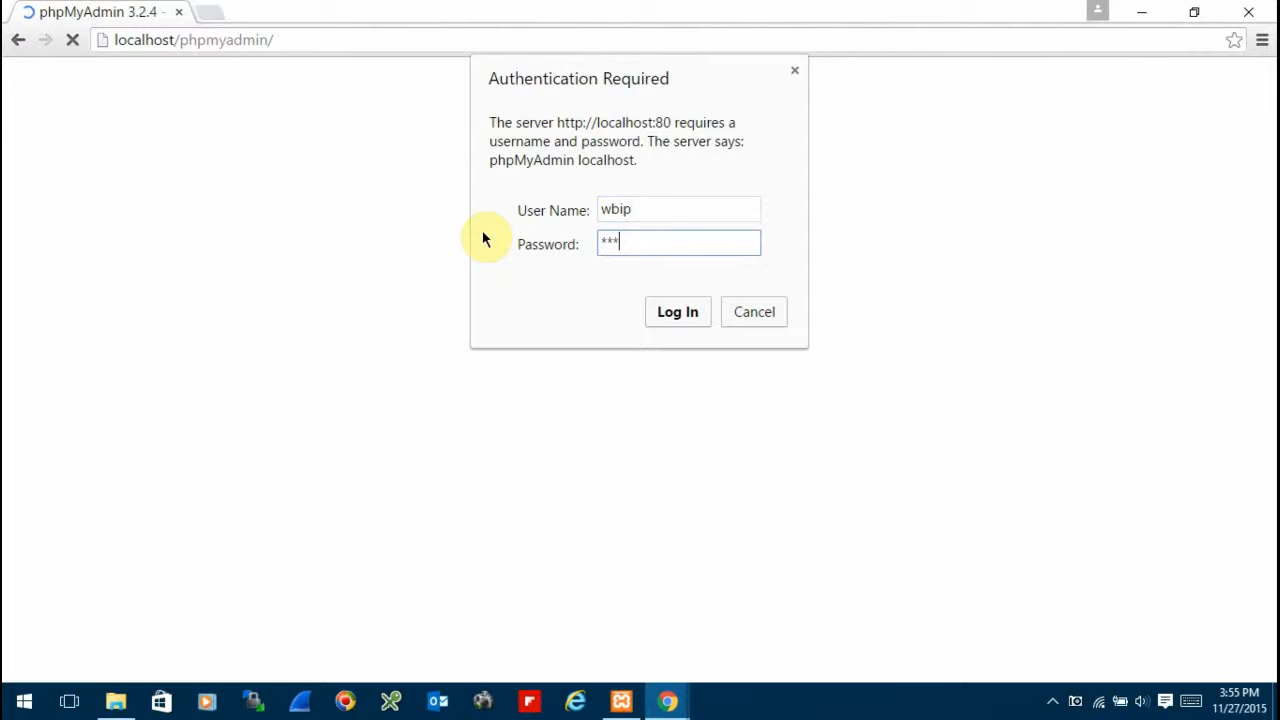 phpMyAdmin 3.2.4 -
localhost/phpmyadmin/
Authentication Required
The server http://localhost:80 requires a
username and password. The server says:
phpMyAdmin localhost.
User Name: wbip
Password: ***
Log In Cancel
3:55 PM
11/27/2015